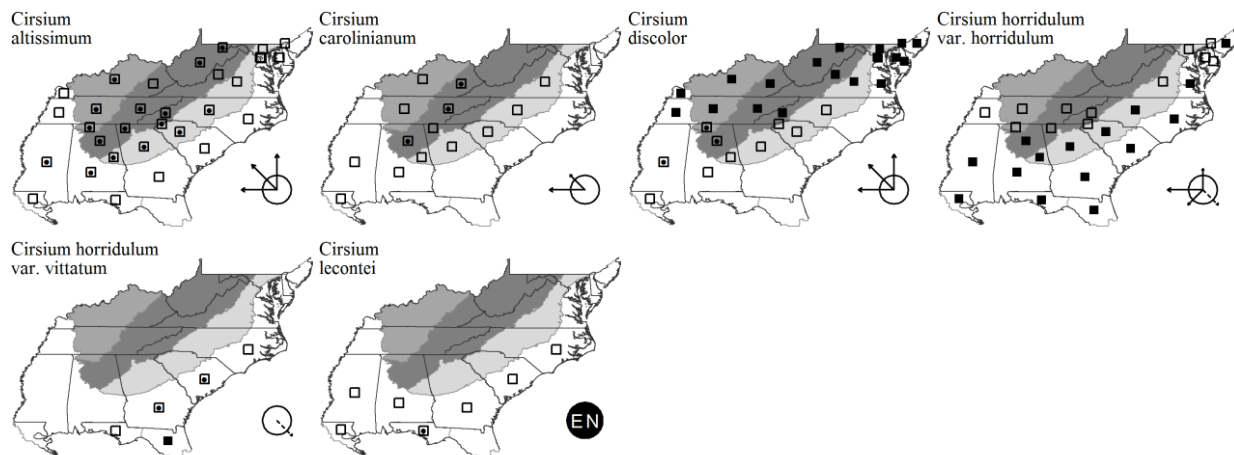 Cirsium
altissimum
Cirsium
carolinianum
Cirsium
discolor
Cirsium horridulum
var. horridulum
Cirsium horridulum
var. vittatum
Cirsium
lecontei
EN